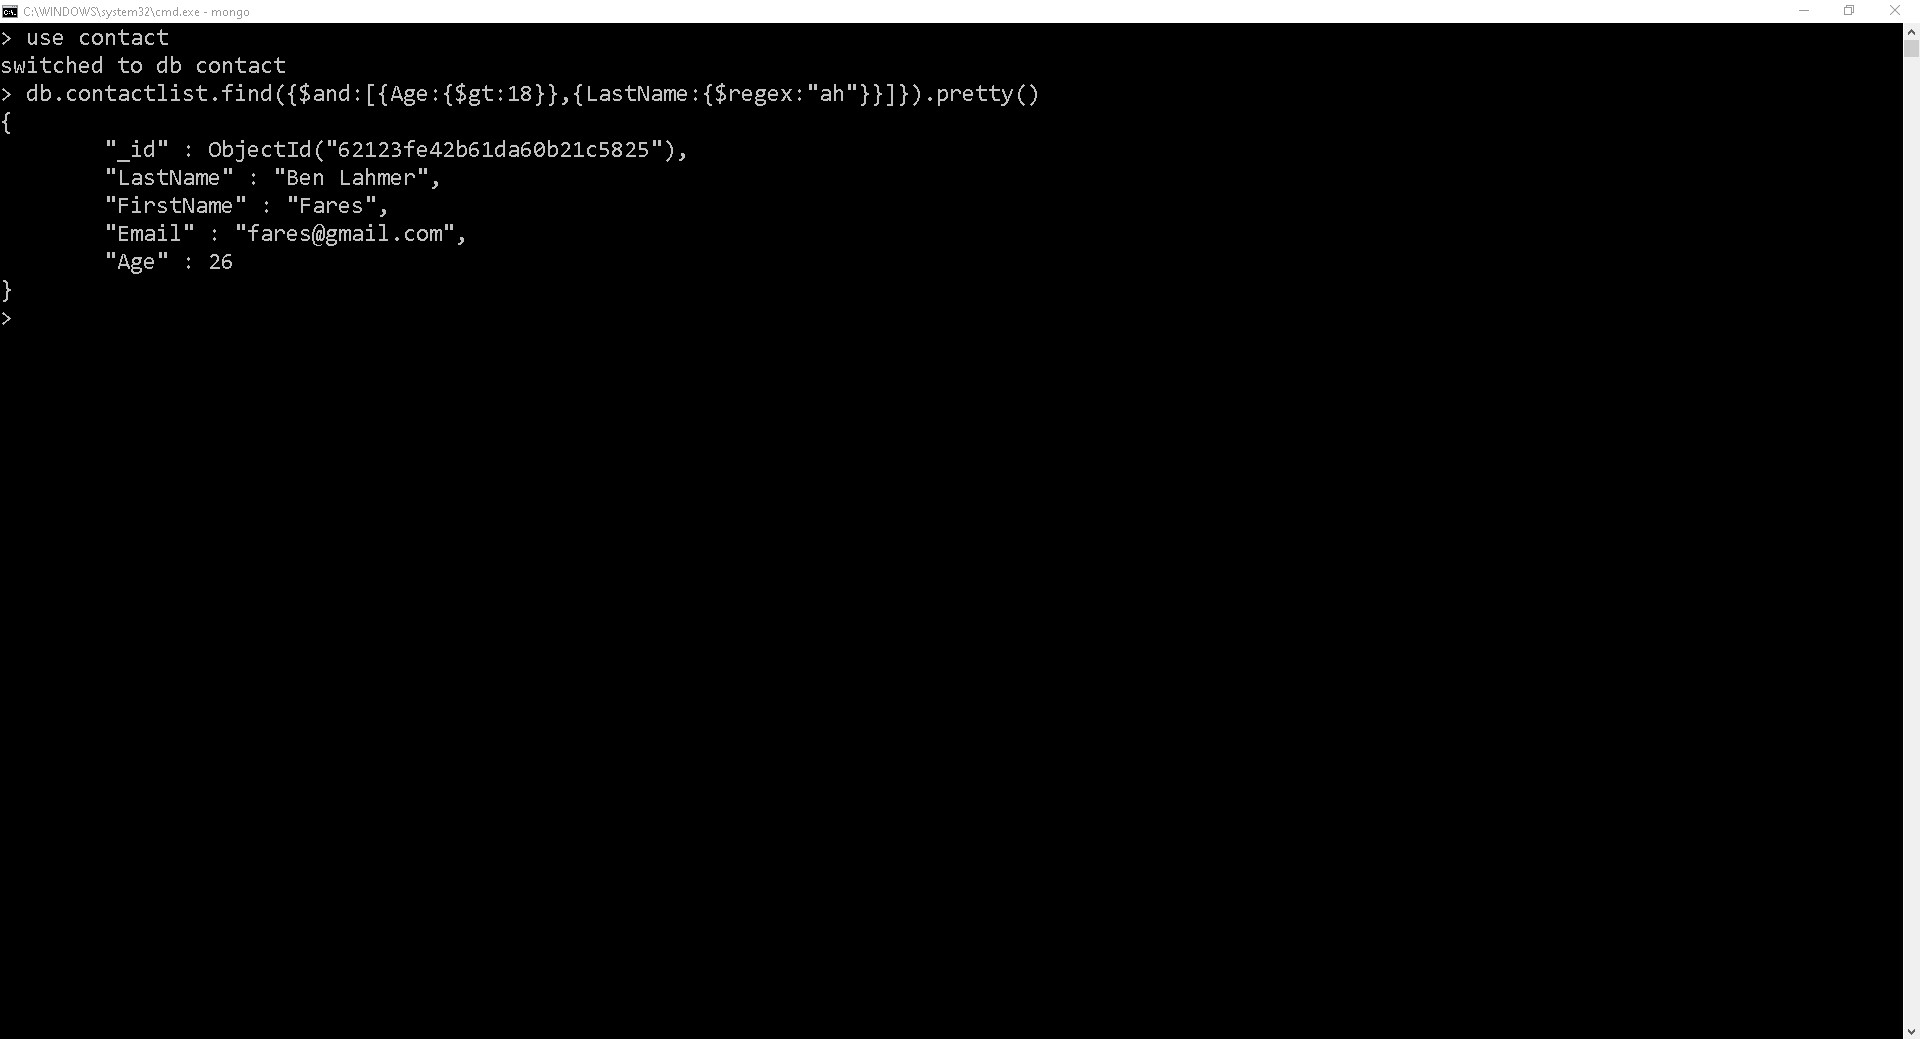 C:\WINDOWS\system32\cmd.exe - mongo
> use contact
switched to db contact
> db.contactlist.find({$and:[{Age:{$gt:18}},{LastName:{$regex:"ah"}}]}).pretty()
{
        "_id" : ObjectId("62123fe42b61da60b21c5825"),
        "LastName" : "Ben Lahmer",
        "FirstName" : "Fares",
        "Email" : "fares@gmail.com",
        "Age" : 26
}
>